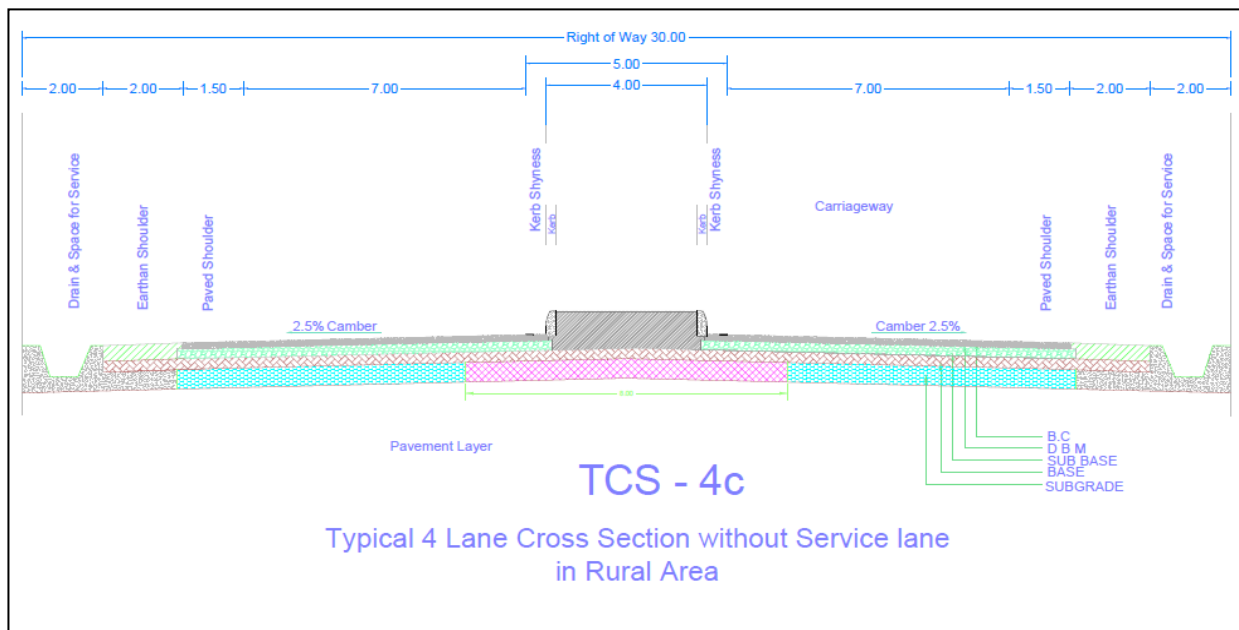 Right of Way 30.00
5.00
2.00 2.00 1.50 7.00 4.00 7.00 1.50 2.00 2.00
Drain & Space for Service
Earthan Shoulder
Paved Shoulder
Kerb Shyness
Kerb
Kerb
Kerb Shyness
Carriageway
Paved Shoulder
Earthan Shoulder
Drain & Space for Service
2.5% Camber
Camber 2.5%
Pavement Layer
B.C
D B M
SUB BASE
BASE
SUBGRADE
TCS - 4c
Typical 4 Lane Cross Section without Service lane
in Rural Area